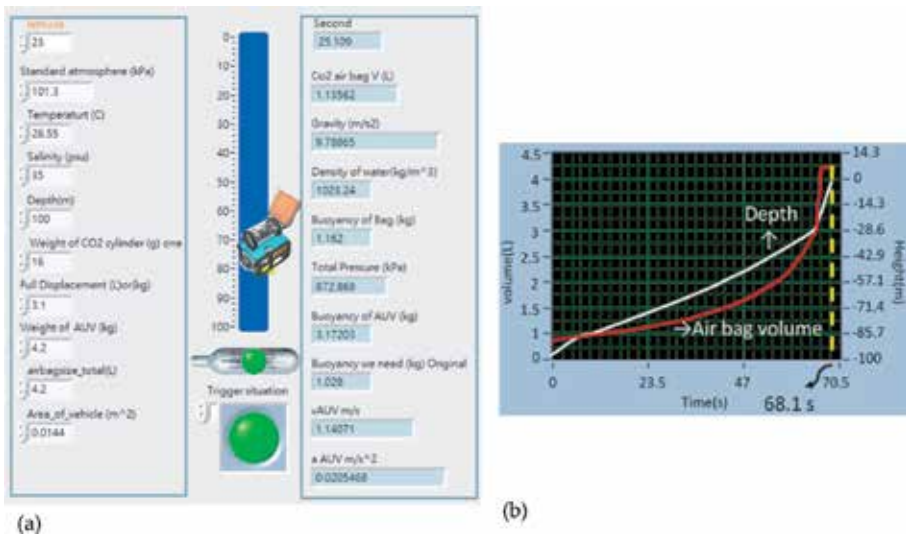 latitude
25
Standard atmosphere (kPa)
101.3
Temperaturt (C)
26.55
Salinity (psu)
35
Depth(m)
100
Weight of CO2 cylinder (g) one
16
Full Displacement (L)or(kg)
3.1
Weight of AUV (kg)
4.2
airbagsize_total(L)
4.2
Area_of_vehicle (m^2)
0.0144
0
10
20
30
40
50
60
70
80
90
100
Trigger situation
Second
25.109
Co2 air bag V (L)
1.13562
Gravity (m/s2)
9.78865
Density of water(kg/m^3)
1023.24
Buoyancy of Bag (kg)
1.162
Total Pressure (kPa)
872.868
Buoyancy of AUV (kg)
3.17203
Buoyancy we need (kg) Original
1.028
vAUV m/s
1.14071
a AUV m/s^2
0.0205468
(a)
4.5
4
3.5
3
2.5
2
1.5
1
0
volume(L)
14.3
0
-14.3
-28.6
-42.9
-57.1
-71.4
-85.7
-100
Height(m)
Depth
→Air bag volume
0
23.5
47
70.5
Time(s)
68.1 s
(b)